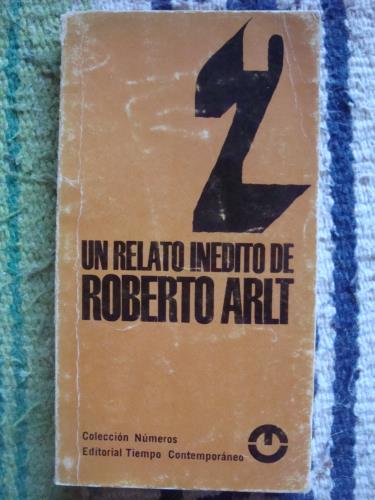 2
UN RELATO INEDITO DE
ROBERTO ARLT
Colección Números
Editorial Tiempo Contemporáneo